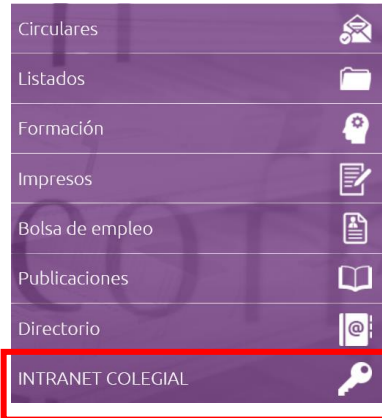 Circulares
Listados
Formación
Impresos
Bolsa de empleo
Publicaciones
Directorio
INTRANET COLEGIAL